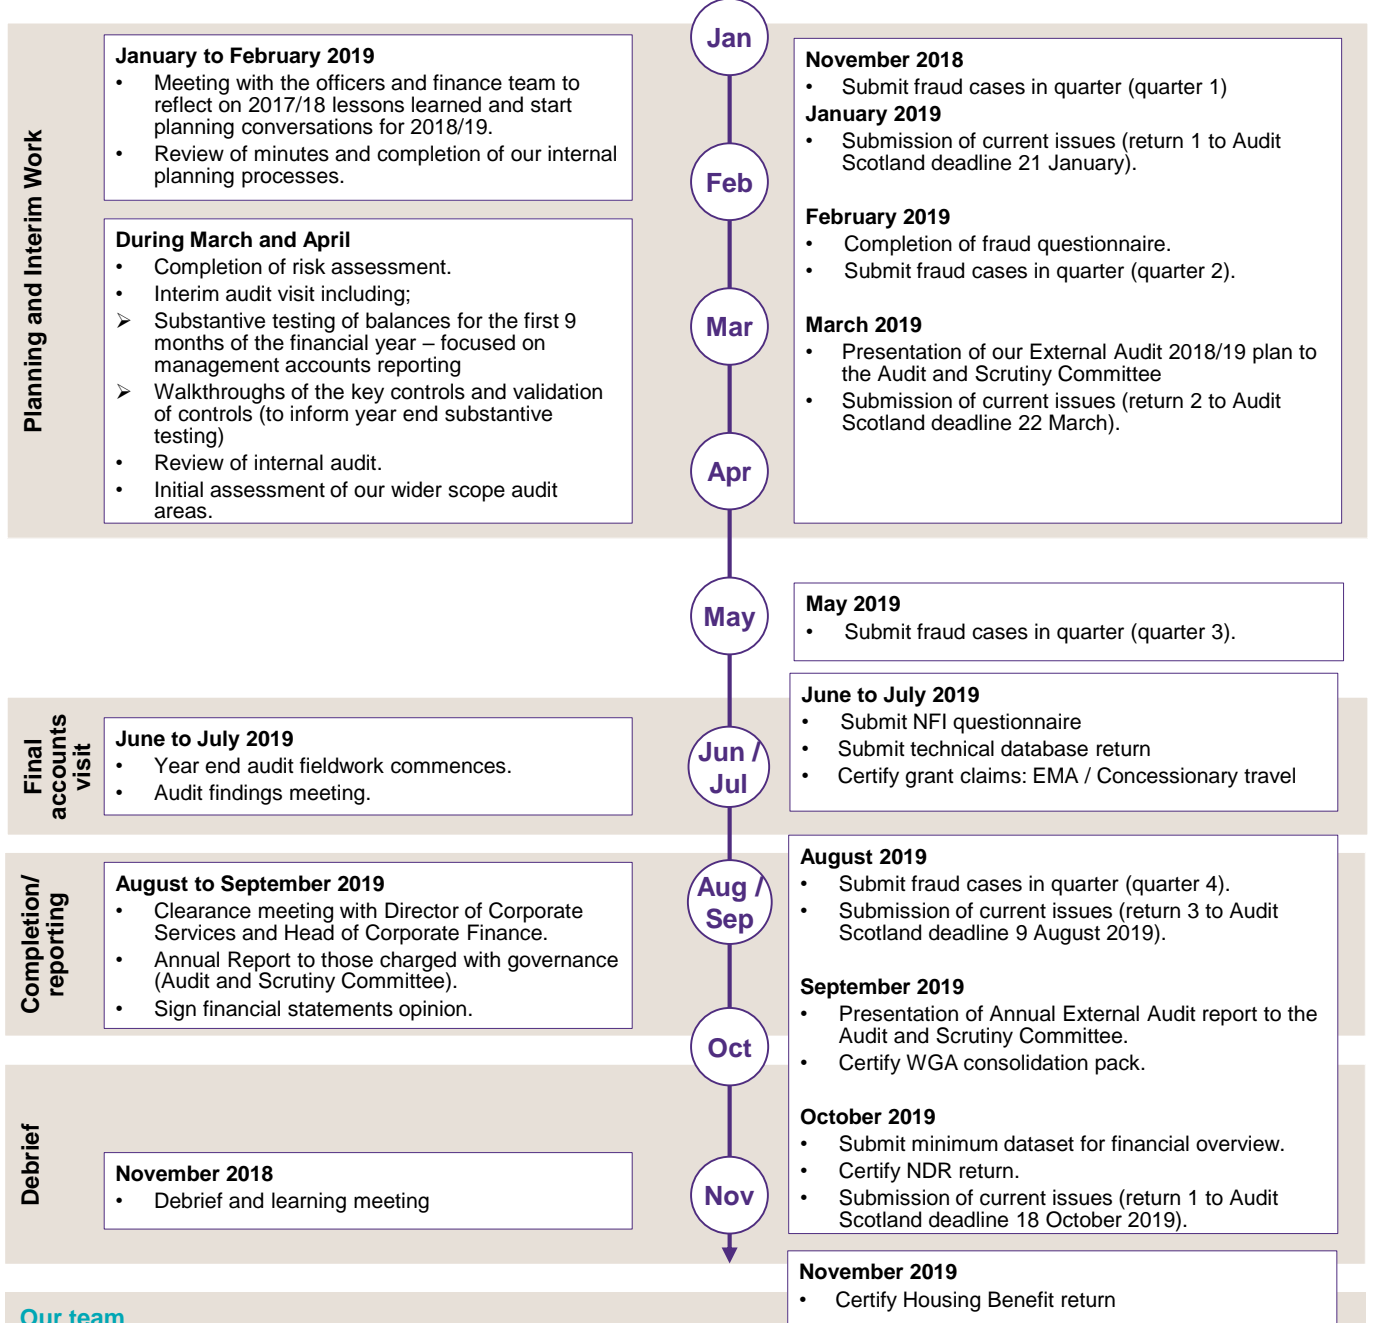 Planning and Interim Work
January to February 2019
• Meeting with the officers and finance team to
reflect on 2017/18 lessons learned and start
planning conversations for 2018/19.
• Review of minutes and completion of our internal
planning processes.
During March and April
• Completion of risk assessment.
• Interim audit visit including;
➢ Substantive testing of balances for the first 9
months of the financial year – focused on
management accounts reporting
➢ Walkthroughs of the key controls and validation
of controls (to inform year end substantive
testing)
• Review of internal audit.
• Initial assessment of our wider scope audit
areas.
Jan
Feb
Mar
Apr
November 2018
• Submit fraud cases in quarter (quarter 1)
January 2019
• Submission of current issues (return 1 to Audit
Scotland deadline 21 January).
February 2019
• Completion of fraud questionnaire.
• Submit fraud cases in quarter (quarter 2).
March 2019
• Presentation of our External Audit 2018/19 plan to
the Audit and Scrutiny Committee
• Submission of current issues (return 2 to Audit
Scotland deadline 22 March).
May
May 2019
• Submit fraud cases in quarter (quarter 3).
Final
accounts
visit
June to July 2019
• Year end audit fieldwork commences.
• Audit findings meeting.
Jun /
Jul
June to July 2019
• Submit NFI questionnaire
• Submit technical database return
• Certify grant claims: EMA / Concessionary travel
Completion/
reporting
August to September 2019
• Clearance meeting with Director of Corporate
Services and Head of Corporate Finance.
• Annual Report to those charged with governance
(Audit and Scrutiny Committee).
• Sign financial statements opinion.
Aug /
Sep
Oct
August 2019
• Submit fraud cases in quarter (quarter 4).
• Submission of current issues (return 3 to Audit
Scotland deadline 9 August 2019).
September 2019
• Presentation of Annual External Audit report to the
Audit and Scrutiny Committee.
• Certify WGA consolidation pack.
October 2019
• Submit minimum dataset for financial overview.
• Certify NDR return.
• Submission of current issues (return 1 to Audit
Scotland deadline 18 October 2019).
Debrief
November 2018
• Debrief and learning meeting
Nov
November 2019
• Certify Housing Benefit return
Our team